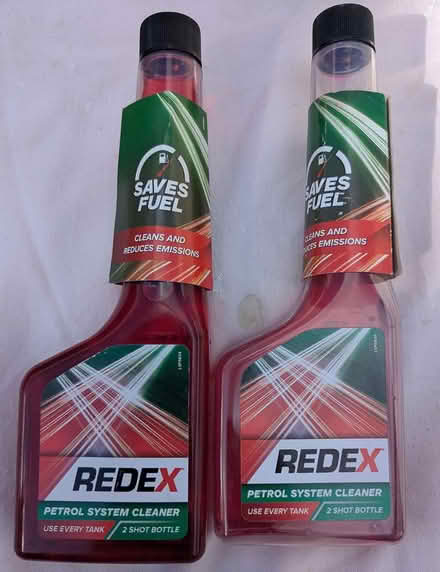 SAVES
FUEL
CLEANS AND
REDUCES EMISSIONS
REDEX
PETROL SYSTEM CLEANER
USE EVERY TANK / 2 SHOT BOTTLE
SAVES
FUEL
CLEANS AND
REDUCES EMISSIONS
REDEX
PETROL SYSTEM CLEANER
USE EVERY TANK / 2 SHOT BOTTLE